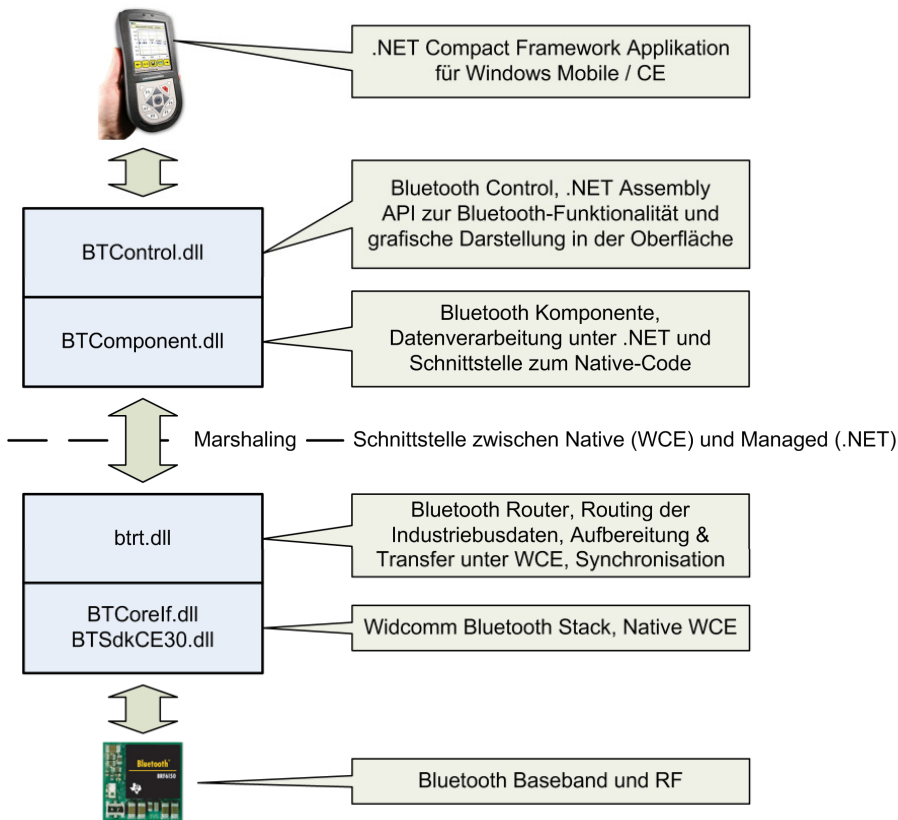 .NET Compact Framework Applikation
für Windows Mobile / CE
Bluetooth Control, .NET Assembly
API zur Bluetooth-Funktionalität und
grafische Darstellung in der Oberfläche
BTControl.dll
Bluetooth Komponente,
Datenverarbeitung unter .NET und
Schnittstelle zum Native-Code
BTComponent.dll
Marshaling
Schnittstelle zwischen Native (WCE) und Managed (.NET)
Bluetooth Router, Routing der
Industriebusdaten, Aufbereitung &
Transfer unter WCE, Synchronisation
btrt.dll
BTCoreIf.dll
BTSdkCE30.dll
Widcomm Bluetooth Stack, Native WCE
Bluetooth
BRF6150
Bluetooth Baseband und RF